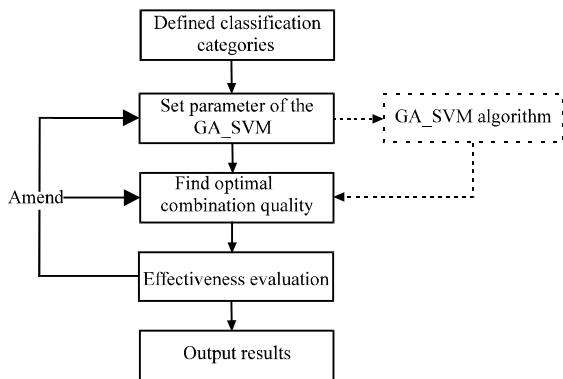 Defined classification
categories
Set parameter of the
GA_SVM
GA_SVM algorithm
Find optimal
combination quality
Amend
Effectiveness evaluation
Output results